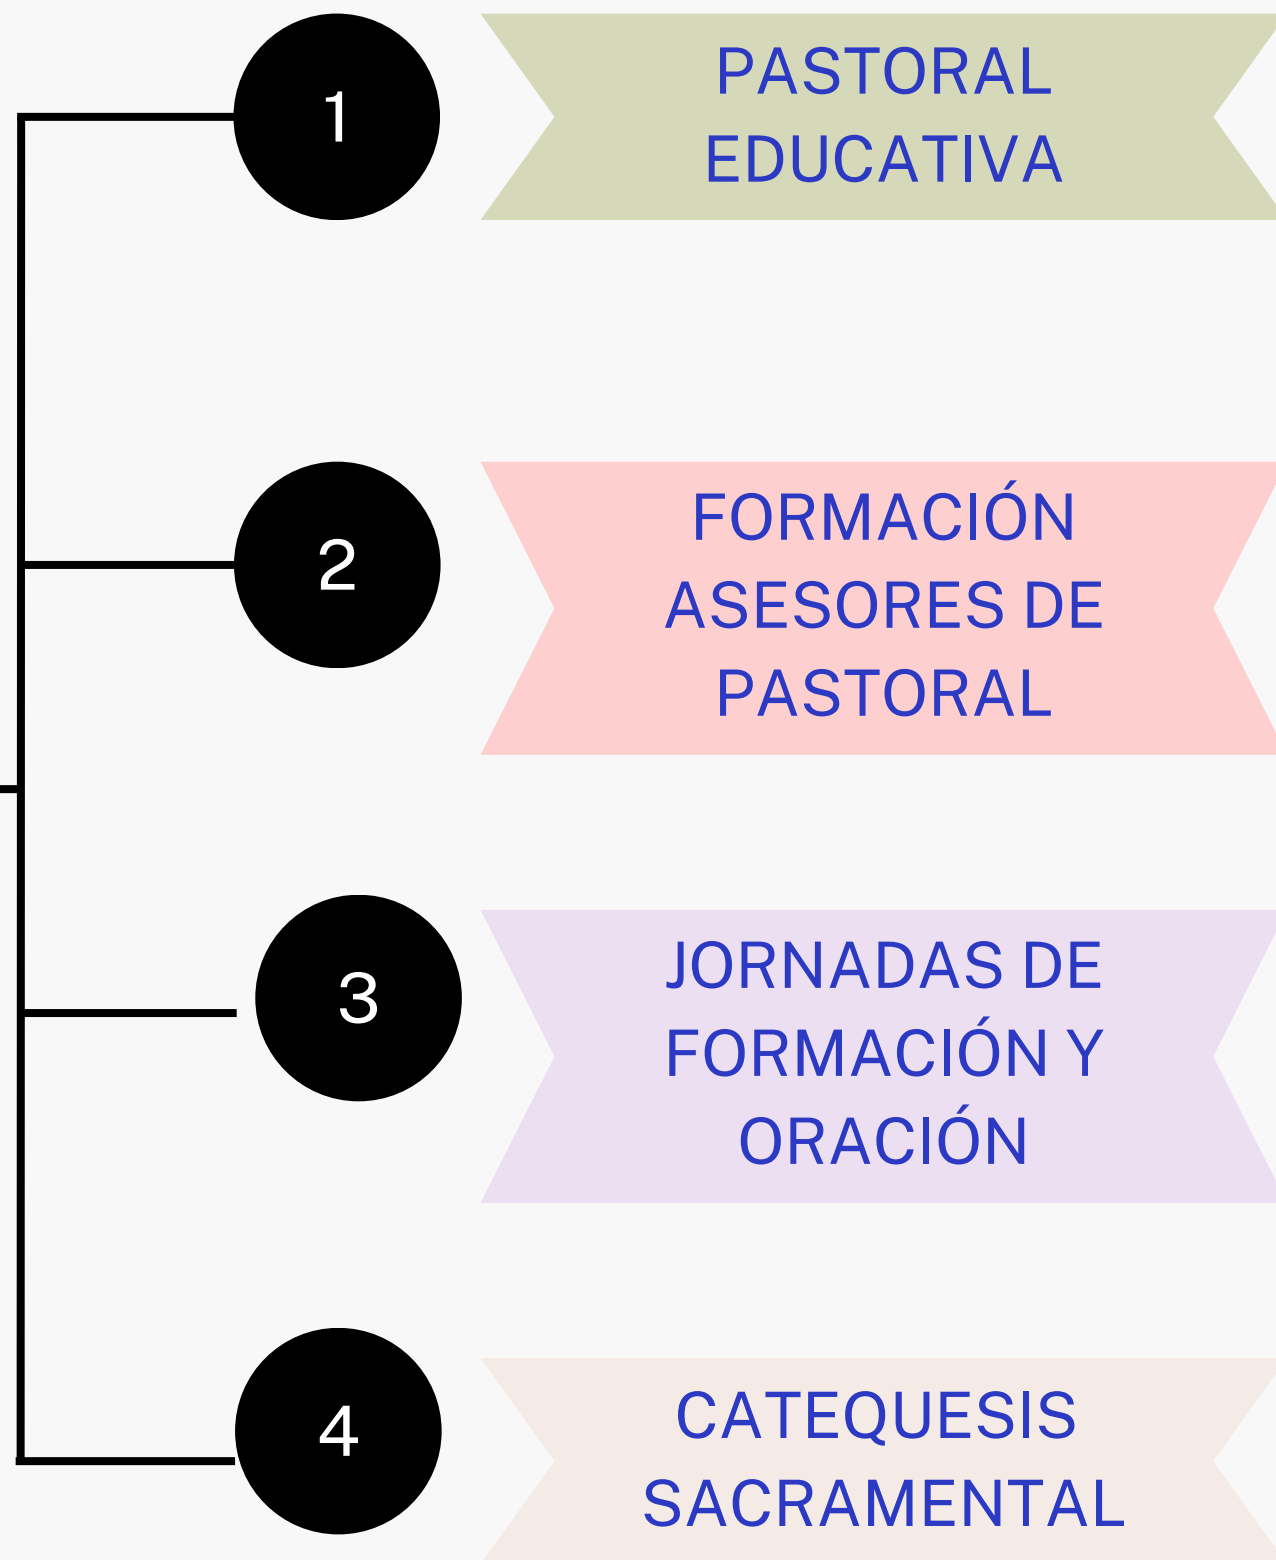 1
PASTORAL
EDUCATIVA
2
FORMACIÓN
ASESORES DE
PASTORAL
3
JORNADAS DE
FORMACIÓN Y
ORACIÓN
4
CATEQUESIS
SACRAMENTAL